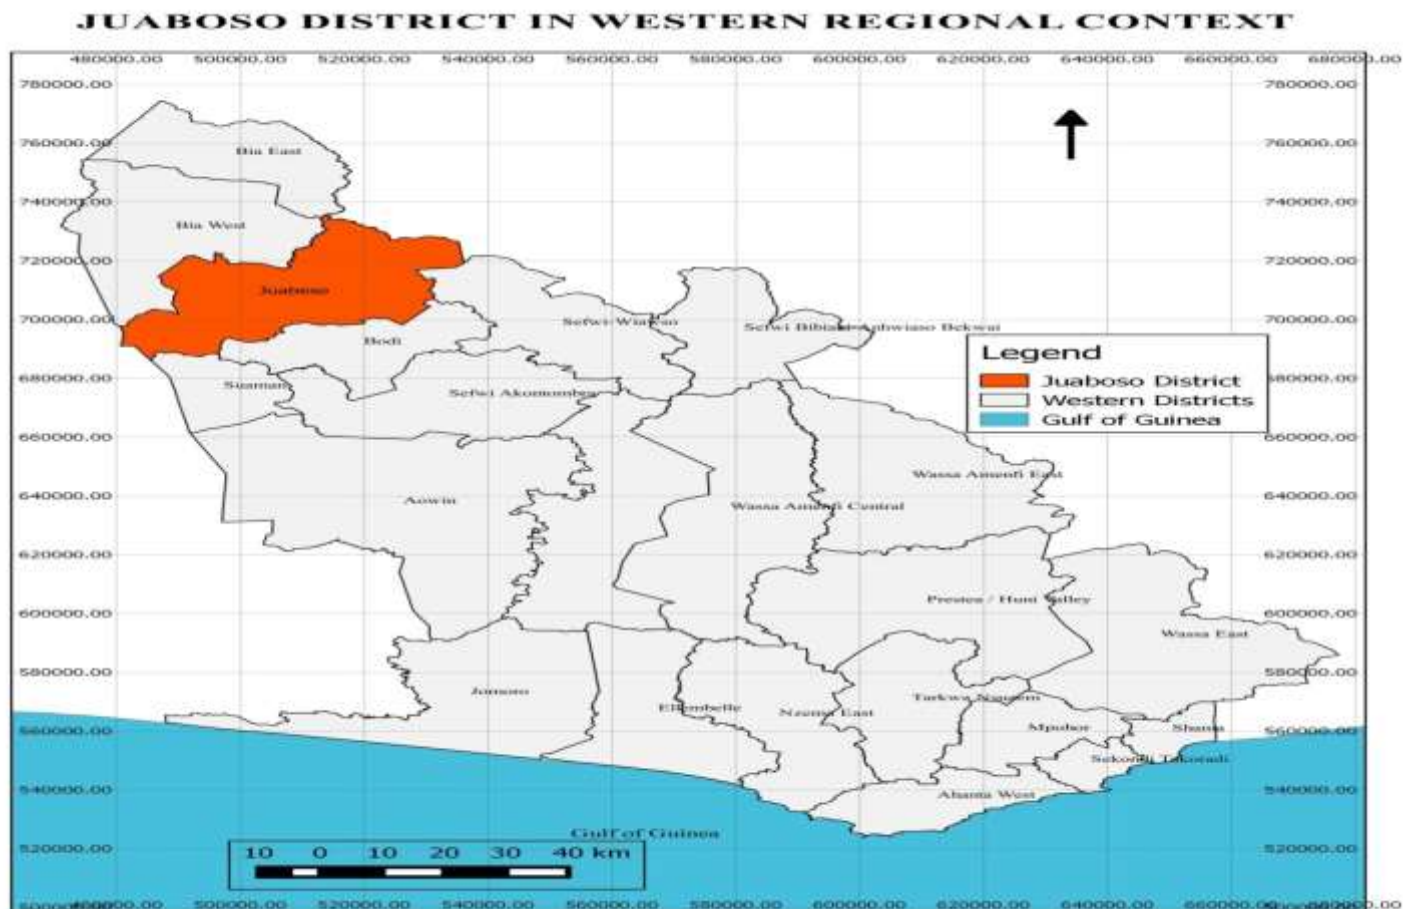 JUABOSO DISTRICT IN WESTERN REGIONAL CONTEXT
480000.00 500000.00 520000.00 540000.00 560000.00 580000.00 600000.00 620000.00 640000.00 660000.00 680000.00
780000.00 780000.00
760000.00 Bia East 760000.00
740000.00 740000.00
Bia West
720000.00 720000.00
Juaboso
700000.00 Sefwi-Wiawso Sefwi Bibiani-Anhwiaso Bekwai 700000.00
Bodi
Legend
Juaboso District
Western Districts
Gulf of Guinea
680000.00 Suaman 680000.00
Sefwi Akontombra
660000.00 660000.00
Wassa Amenfi East
640000.00 Aowin Wassa Amenfi Central 640000.00
620000.00 620000.00
600000.00 Prestea / Huni Valley 600000.00
Wassa East
580000.00 580000.00
Jomoro Ellembelle Nzema East Tarkwa Nsuaem
Mpohor Shama
560000.00 560000.00
Sekondi Takoradi
540000.00 Ahanta West 540000.00
Gulf of Guinea
520000.00 520000.00
10 0 10 20 30 40 km
500000.00 520000.00 540000.00 560000.00 580000.00 600000.00 620000.00 640000.00